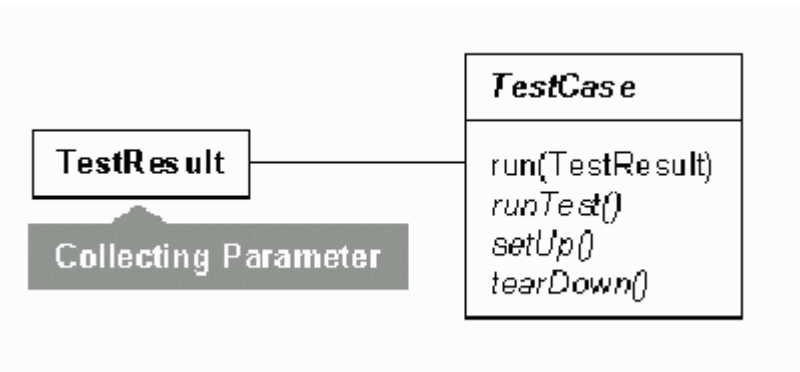 TestCase
TestResult
run(TestResult)
runTest()
setUp()
tearDown()
Collecting Parameter